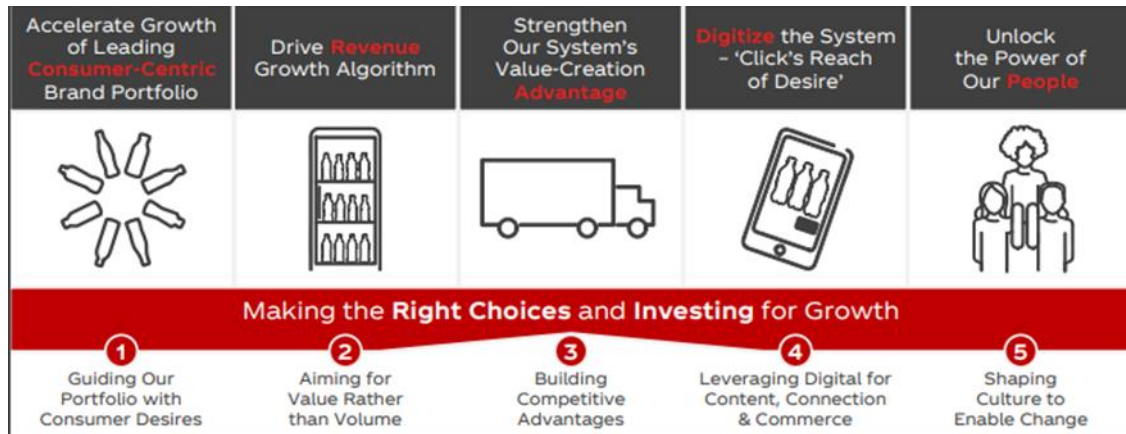 Accelerate Growth
of Leading
Consumer-Centric
Brand Portfolio
Drive Revenue
Growth Algorithm
Strengthen
Our System's
Value-Creation
Advantage
Digitize the System
– ‘Click's Reach
of Desire’
Unlock
the Power of
Our People
Making the Right Choices and Investing for Growth
1
Guiding Our
Portfolio with
Consumer Desires
2
Aiming for
Value Rather
than Volume
3
Building
Competitive
Advantages
4
Leveraging Digital for
Content, Connection
& Commerce
5
Shaping
Culture to
Enable Change